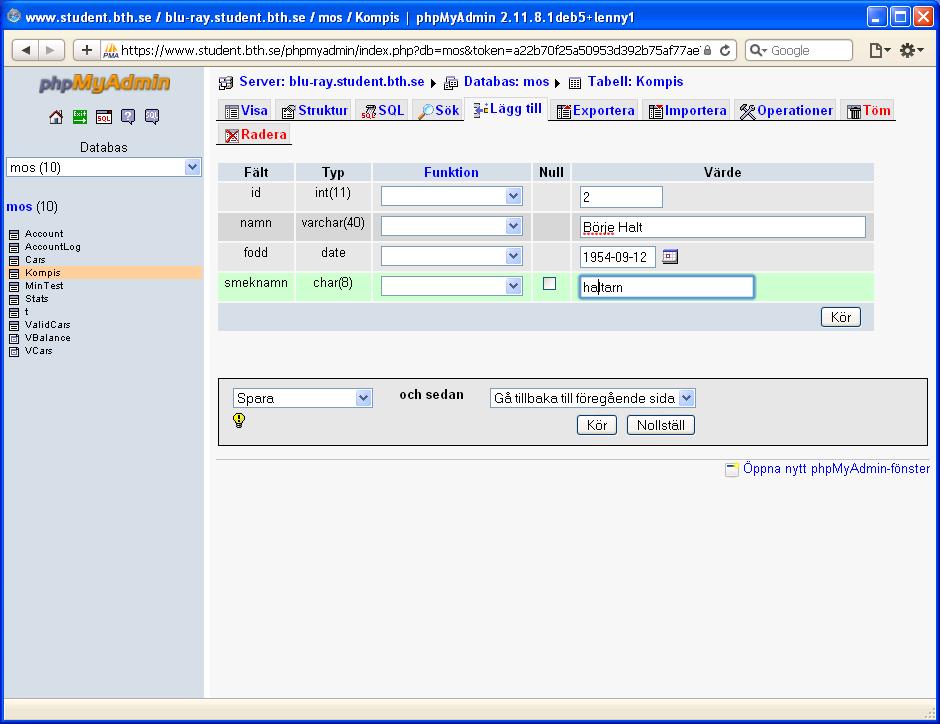 www.student.bth.se / blu-ray.student.bth.se / mos / Kompis | phpMyAdmin 2.11.8.1deb5+lenny1
https://www.student.bth.se/phpmyadmin/index.php?db=mos&token=a22b70f25a50953d392b75af77ae
Google
phpMyAdmin
Databas
mos (10)
mos (10)
Account
AccountLog
Cars
Kompis
MinTest
Stats
t
ValidCars
VBalance
VCars
Server: blu-ray.student.bth.se Databas: mos Tabell: Kompis
Visa Struktur SQL Sök Lägg till Exportera Importera Operationer Töm
Radera
Fält Typ Funktion Null Värde
id int(11) 2
namn varchar(40) Börje Halt
fodd date 1954-09-12
smeknamn char(8) haltarn
Kör
Spara och sedan Gå tillbaka till föregående sida
Kör Nollställ
Öppna nytt phpMyAdmin-fönster